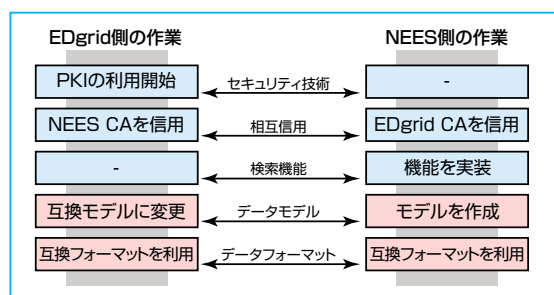 EDgrid側の作業
NEES側の作業
PKIの利用開始
セキュリティ技術
-
NEES CAを信用
相互信用
EDgrid CAを信用
-
検索機能
機能を実装
互換モデルに変更
データモデル
モデルを作成
互換フォーマットを利用
データフォーマット
互換フォーマットを利用